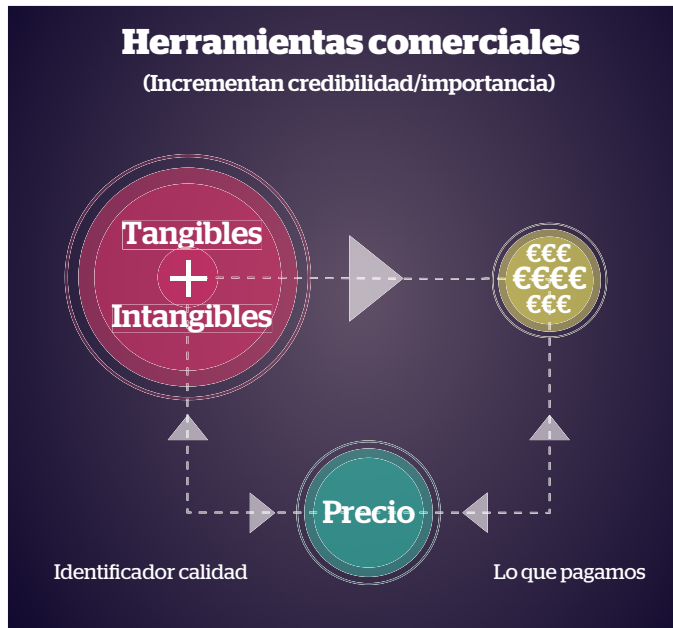 Herramientas comerciales
(Incrementan credibilidad/importancia)
Tangibles
+
Intangibles
€€€
€€€€
€€€
Precio
Identificador calidad
Lo que pagamos